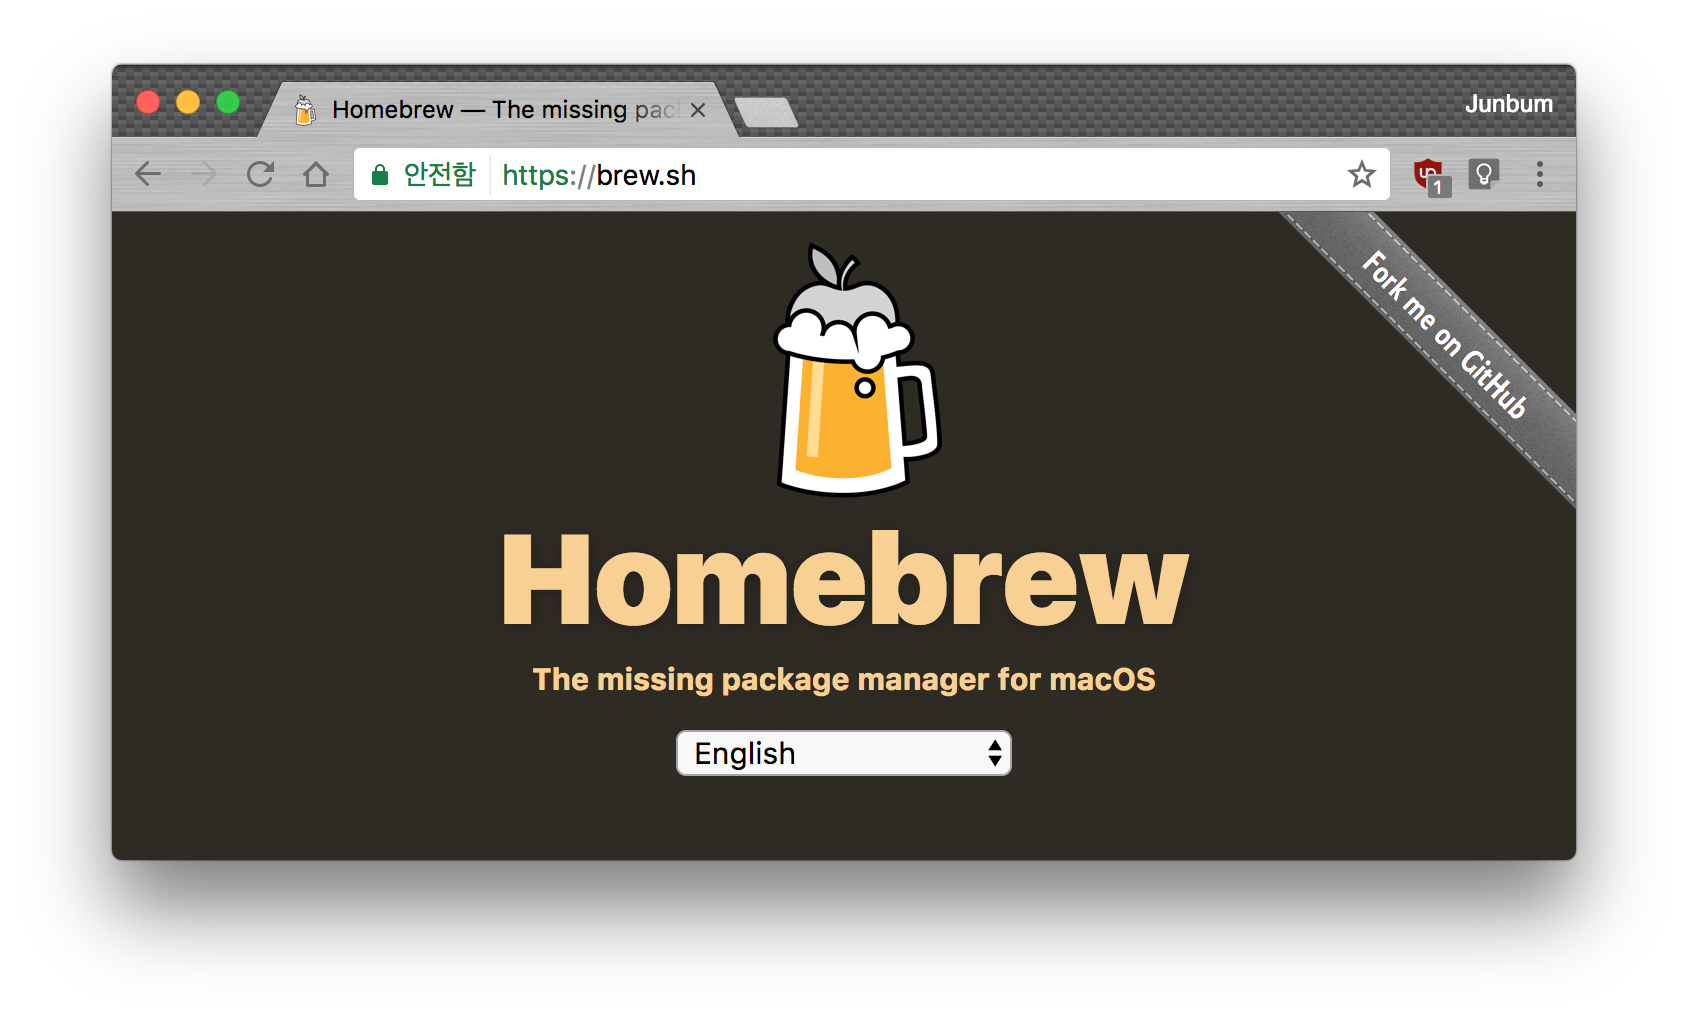 Homebrew — The missing pac
Junbum
안전함 https://brew.sh
1
Fork me on GitHub
Homebrew
The missing package manager for macOS
English